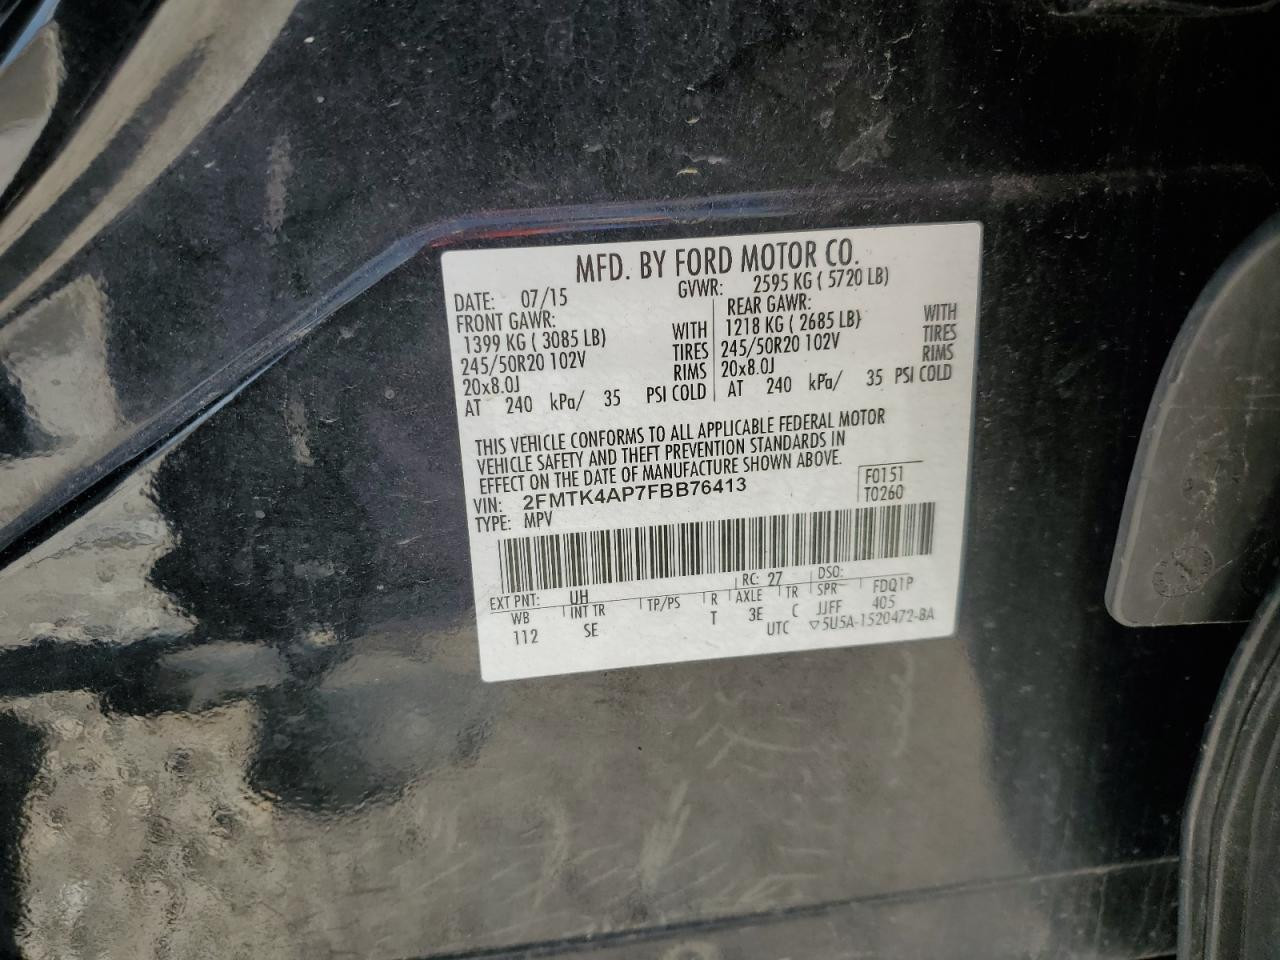 MFD. BY FORD MOTOR CO.
DATE: 07/15 GVWR: 2595 KG ( 5720 LB)
FRONT GAWR: REAR GAWR:
1399 KG ( 3085 LB) WITH 1218 KG ( 2685 LB) WITH
245/50R20 102V TIRES 245/50R20 102V TIRES
20x8.0J RIMS 20x8.0J RIMS
AT 240 kPa/ 35 PSI COLD AT 240 kPa/ 35 PSI COLD
THIS VEHICLE CONFORMS TO ALL APPLICABLE FEDERAL MOTOR
VEHICLE SAFETY AND THEFT PREVENTION STANDARDS IN
EFFECT ON THE DATE OF MANUFACTURE SHOWN ABOVE.
VIN: 2FMTK4AP7FBB76413 F0151
TYPE: MPV T0260
EXT PNT: UH RC: 27 DSO:
WB INT TR TP/PS R AXLE TR SPR FDQ1P
112 SE T 3E C JJFF 405
UTC ▽5U5A-1520472-BA